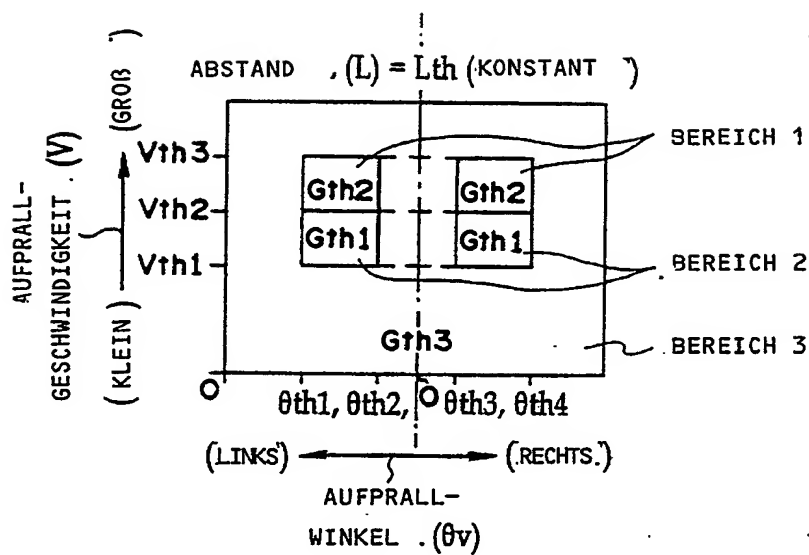 ABSTAND , (L) = Lth (KONSTANT )
AUFPRALL-
GESCHWINDIGKEIT . (V)
(KLEIN) (GROß .)
Vth3
Vth2
Vth1
O
Gth2 Gth2
Gth1 Gth1
Gth3
BEREICH 1
BEREICH 2
BEREICH 3
θth1, θth2, O θth3, θth4
(LINKS) (.RECHTS.)
AUFPRALL-
WINKEL . (θv)